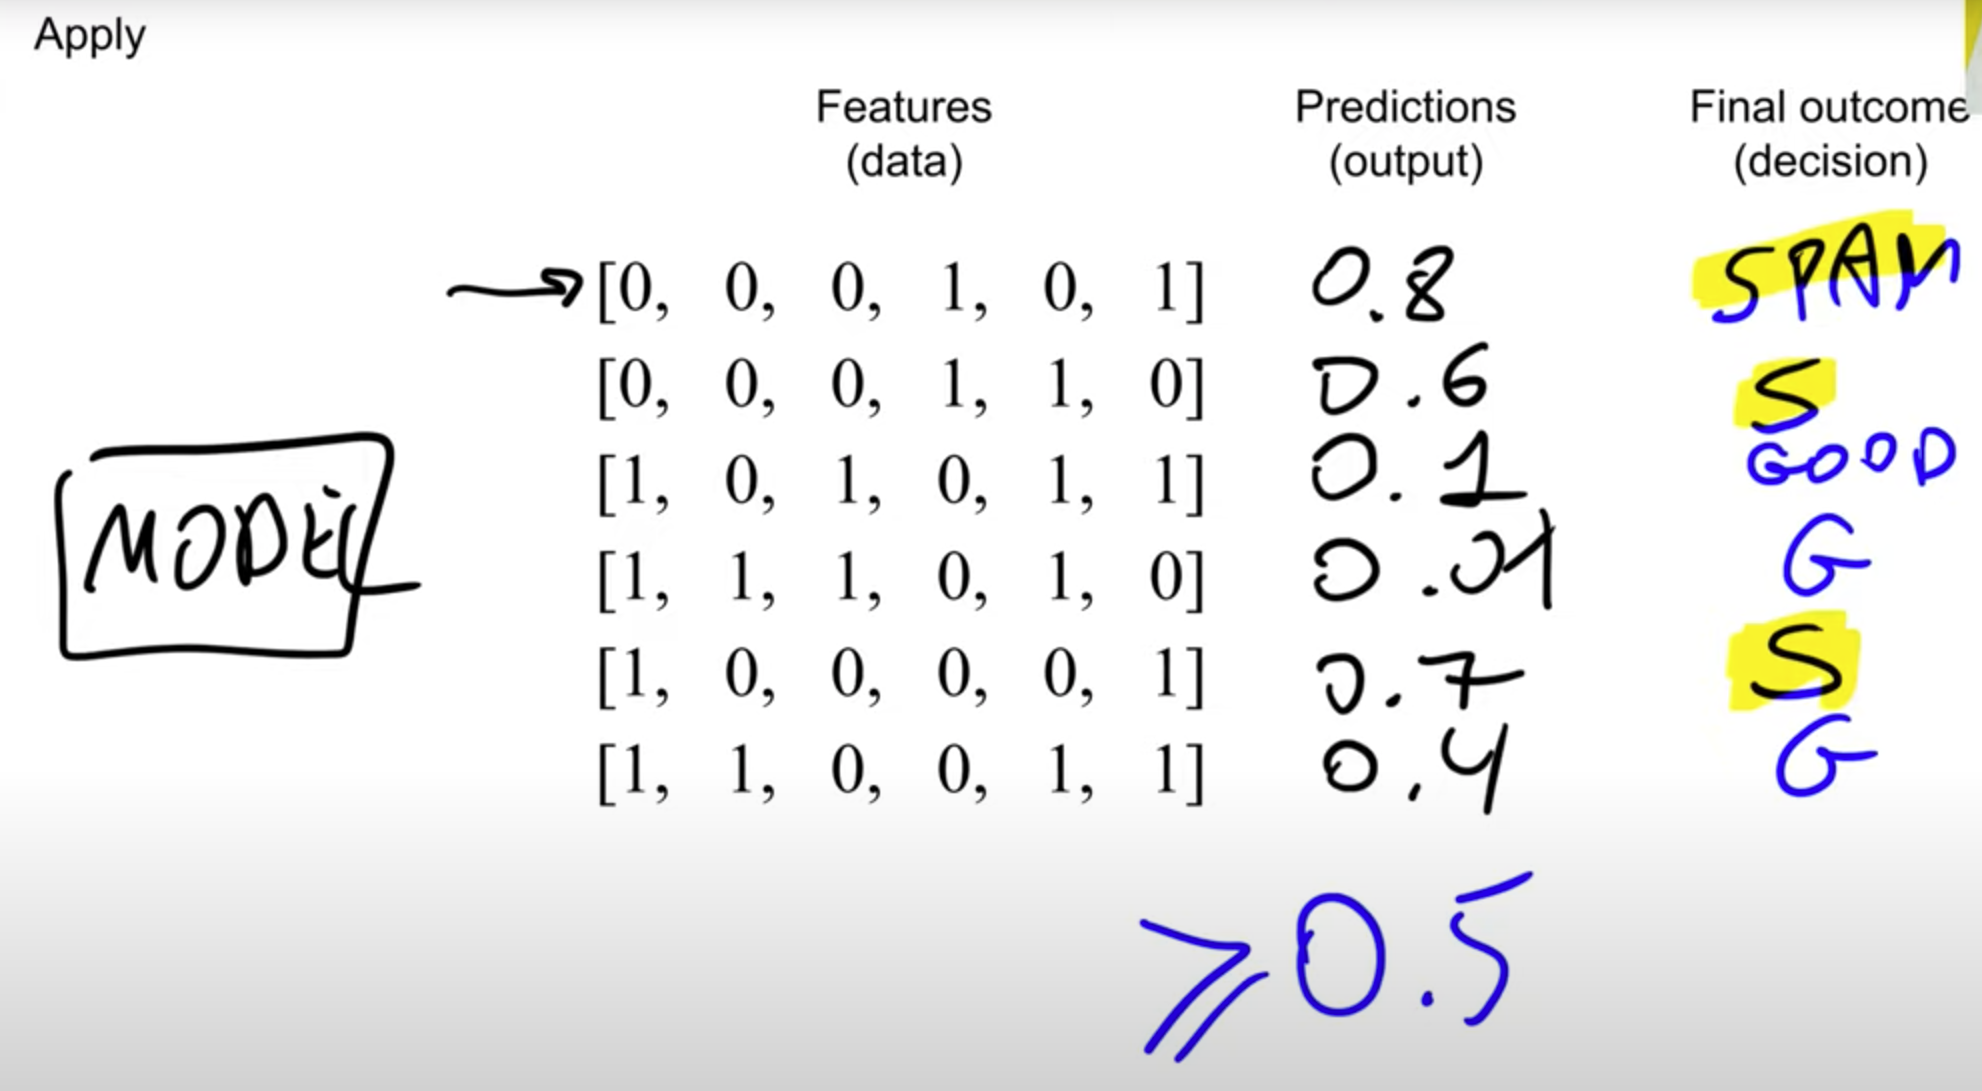 Apply
Features Predictions Final outcome
(data) (output) (decision)
[0, 0, 0, 1, 0, 1] 0.8 SPAM
[0, 0, 0, 1, 1, 0] 0.6 S
[1, 0, 1, 0, 1, 1] 0.1 GOOD
MODEL
[1, 1, 1, 0, 1, 0] 0.01 G
[1, 0, 0, 0, 0, 1] 0.7 S
[1, 1, 0, 0, 1, 1] 0.4 G
≥ 0.5